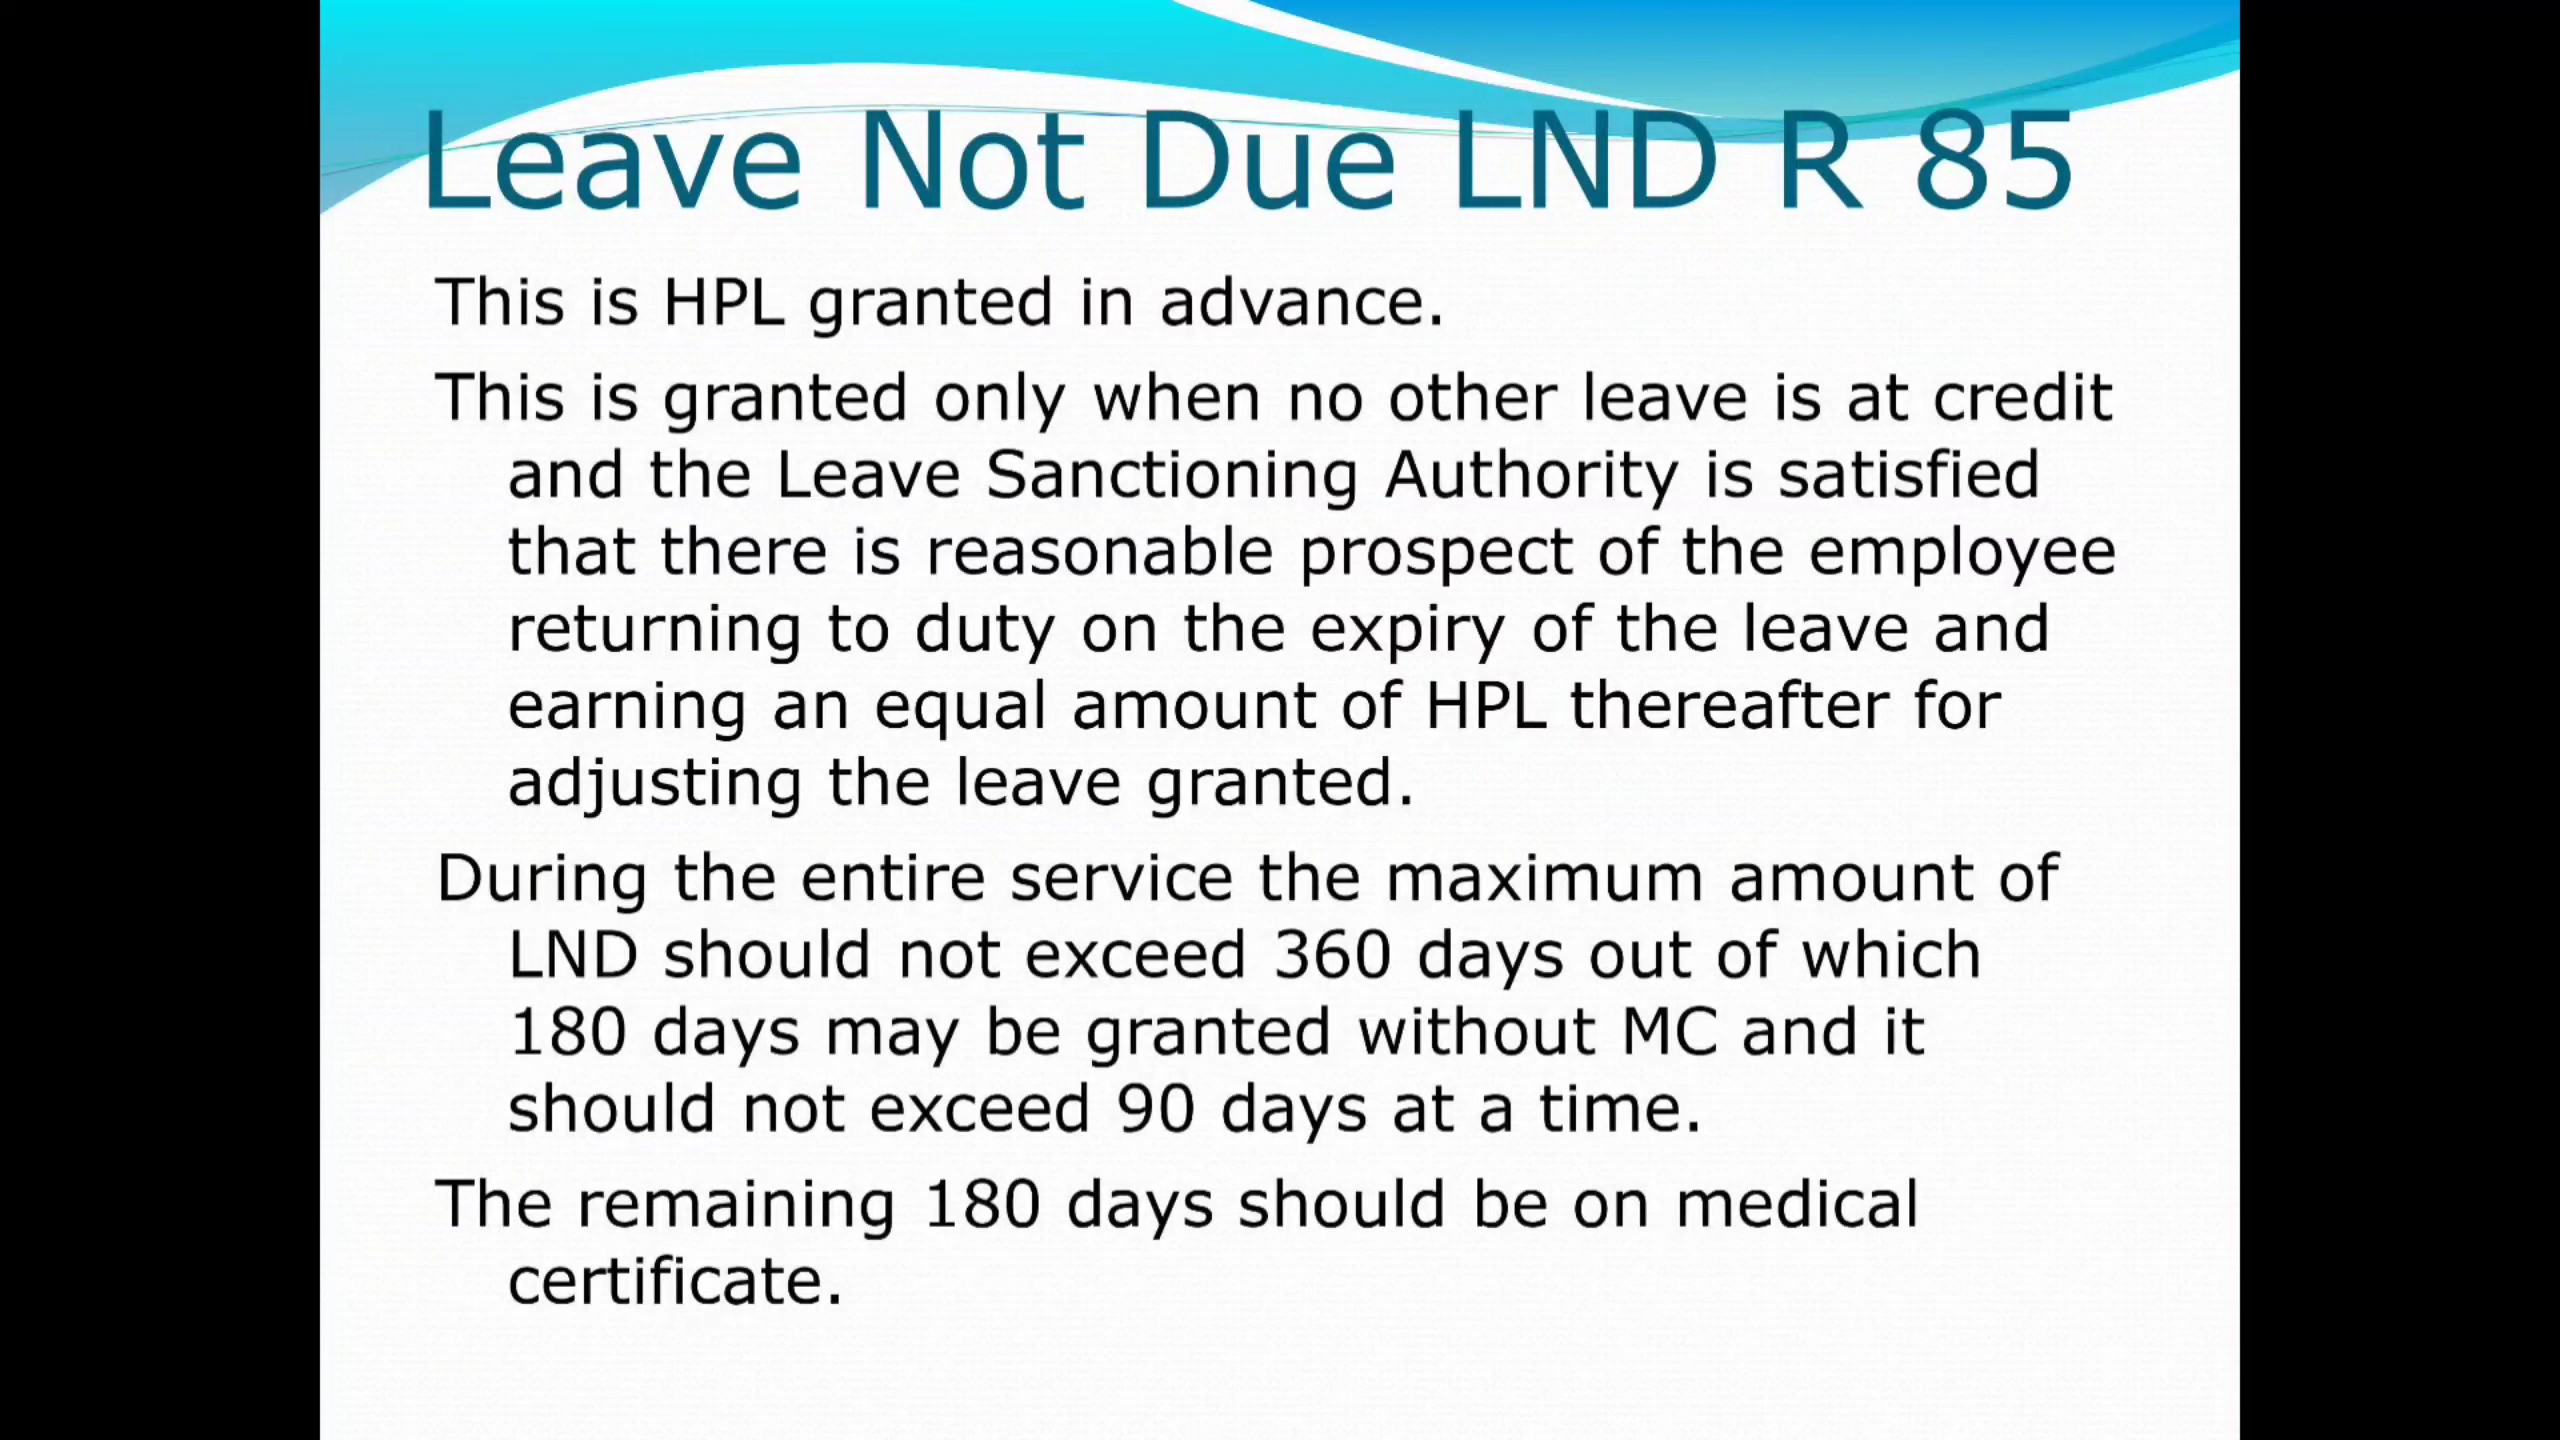 Leave Not Due LND R 85
This is HPL granted in advance.
This is granted only when no other leave is at credit
and the Leave Sanctioning Authority is satisfied
that there is reasonable prospect of the employee
returning to duty on the expiry of the leave and
earning an equal amount of HPL thereafter for
adjusting the leave granted.
During the entire service the maximum amount of
LND should not exceed 360 days out of which
180 days may be granted without MC and it
should not exceed 90 days at a time.
The remaining 180 days should be on medical
certificate.